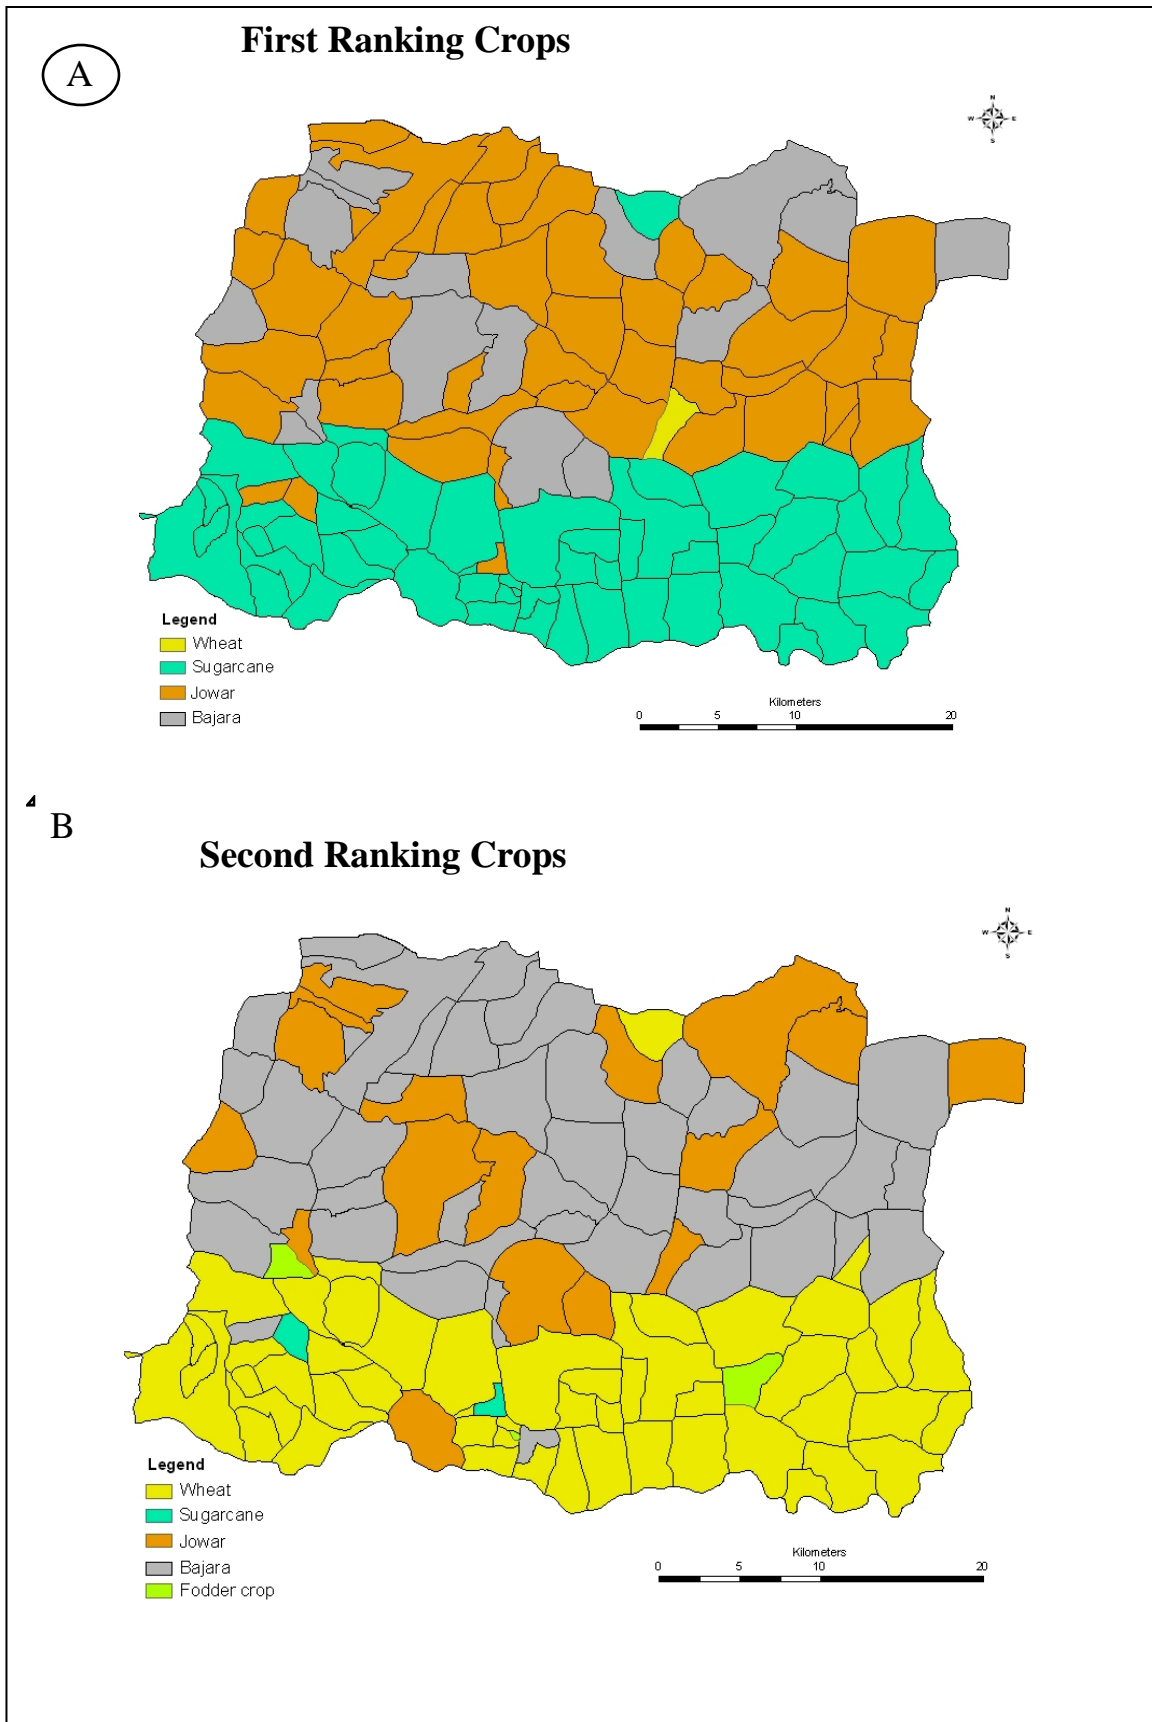 First Ranking Crops
A
N
W E
S
Legend
Wheat
Sugarcane
Jowar
Bajara
Kilometers
0 5 10 20
B
Second Ranking Crops
N
W E
S
Legend
Wheat
Sugarcane
Jowar
Bajara
Fodder crop
Kilometers
0 5 10 20